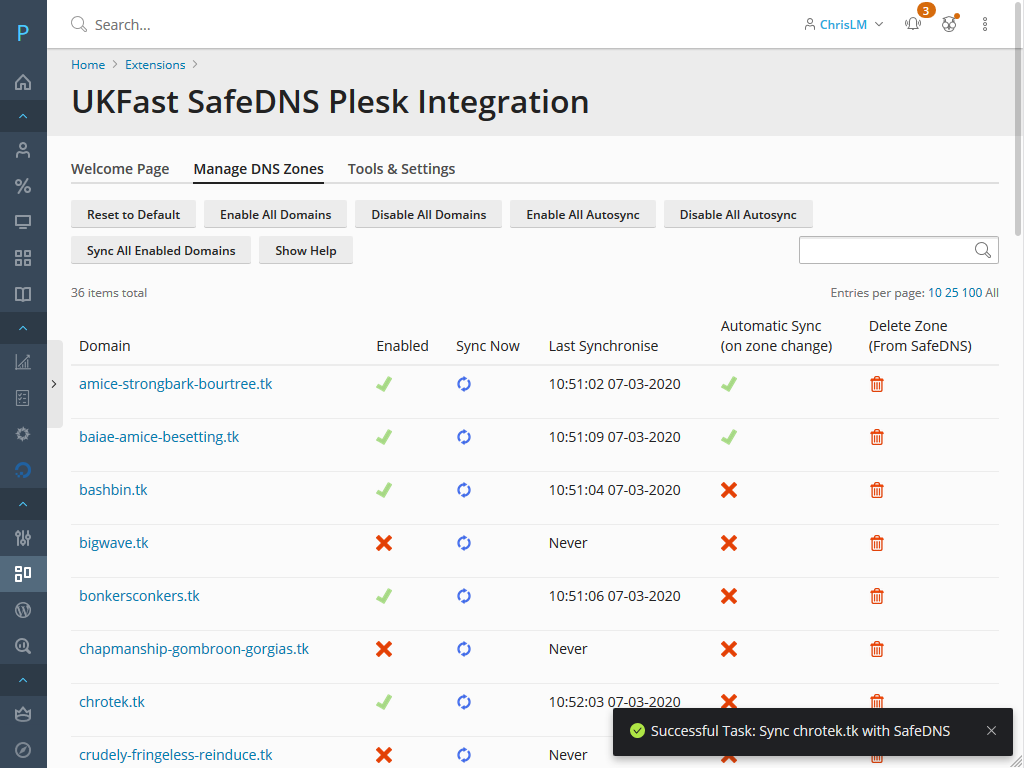 P
Search...
ChrisLM
3
Home > Extensions >
UKFast SafeDNS Plesk Integration
Welcome Page Manage DNS Zones Tools & Settings
Reset to Default Enable All Domains Disable All Domains Enable All Autosync Disable All Autosync
Sync All Enabled Domains Show Help
36 items total Entries per page: 10 25 100 All
Domain Enabled Sync Now Last Synchronise Automatic Sync (on zone change) Delete Zone (From SafeDNS)
amice-strongbark-bourtree.tk 10:51:02 07-03-2020
baiae-amice-besetting.tk 10:51:09 07-03-2020
bashbin.tk 10:51:04 07-03-2020
bigwave.tk Never
bonkersconkers.tk 10:51:06 07-03-2020
chapmanship-gombroon-gorgias.tk Never
chrotek.tk 10:52:03 07-03-2020
crudely-fringeless-reinduce.tk Never
Successful Task: Sync chrotek.tk with SafeDNS